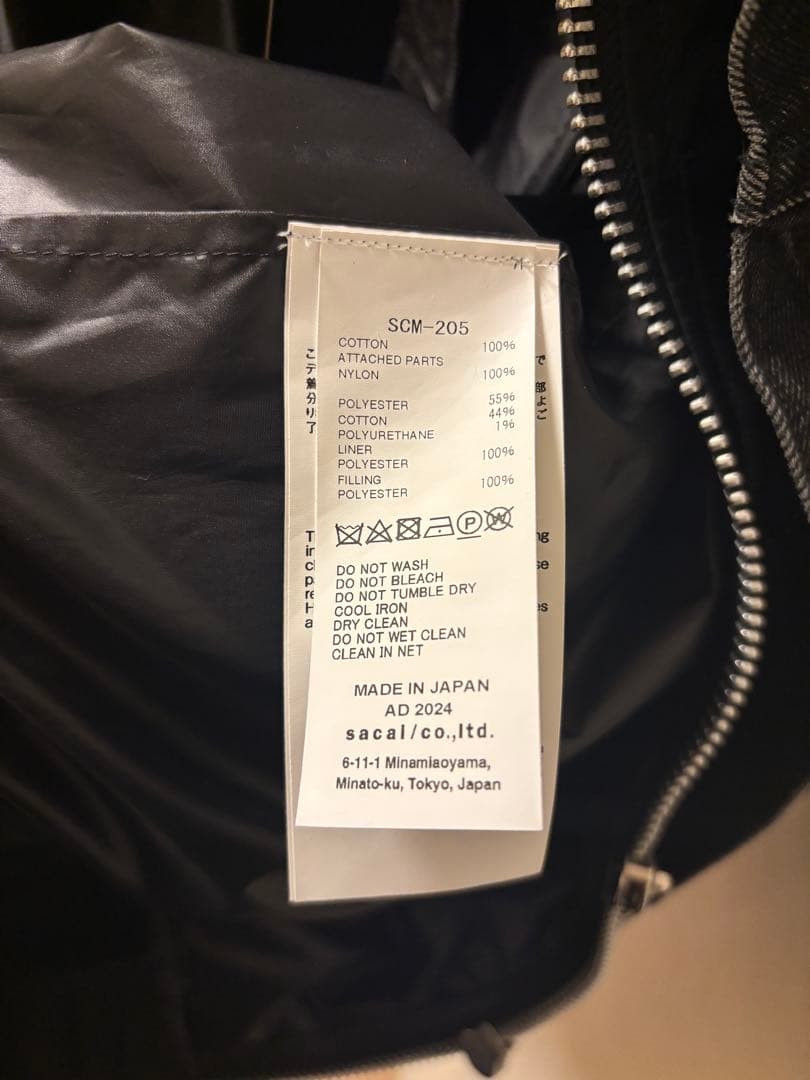 SCM-205
COTTON 100%
ATTACHED PARTS
NYLON 100%
POLYESTER 55%
COTTON 44%
POLYURETHANE 1%
LINER
POLYESTER 100%
FILLING
POLYESTER 100%
P
W
DO NOT WASH
DO NOT BLEACH
DO NOT TUMBLE DRY
COOL IRON
DRY CLEAN
DO NOT WET CLEAN
CLEAN IN NET
MADE IN JAPAN
AD 2024
sacai/co.,ltd.
6-11-1 Minamiaoyama,
Minato-ku, Tokyo, Japan